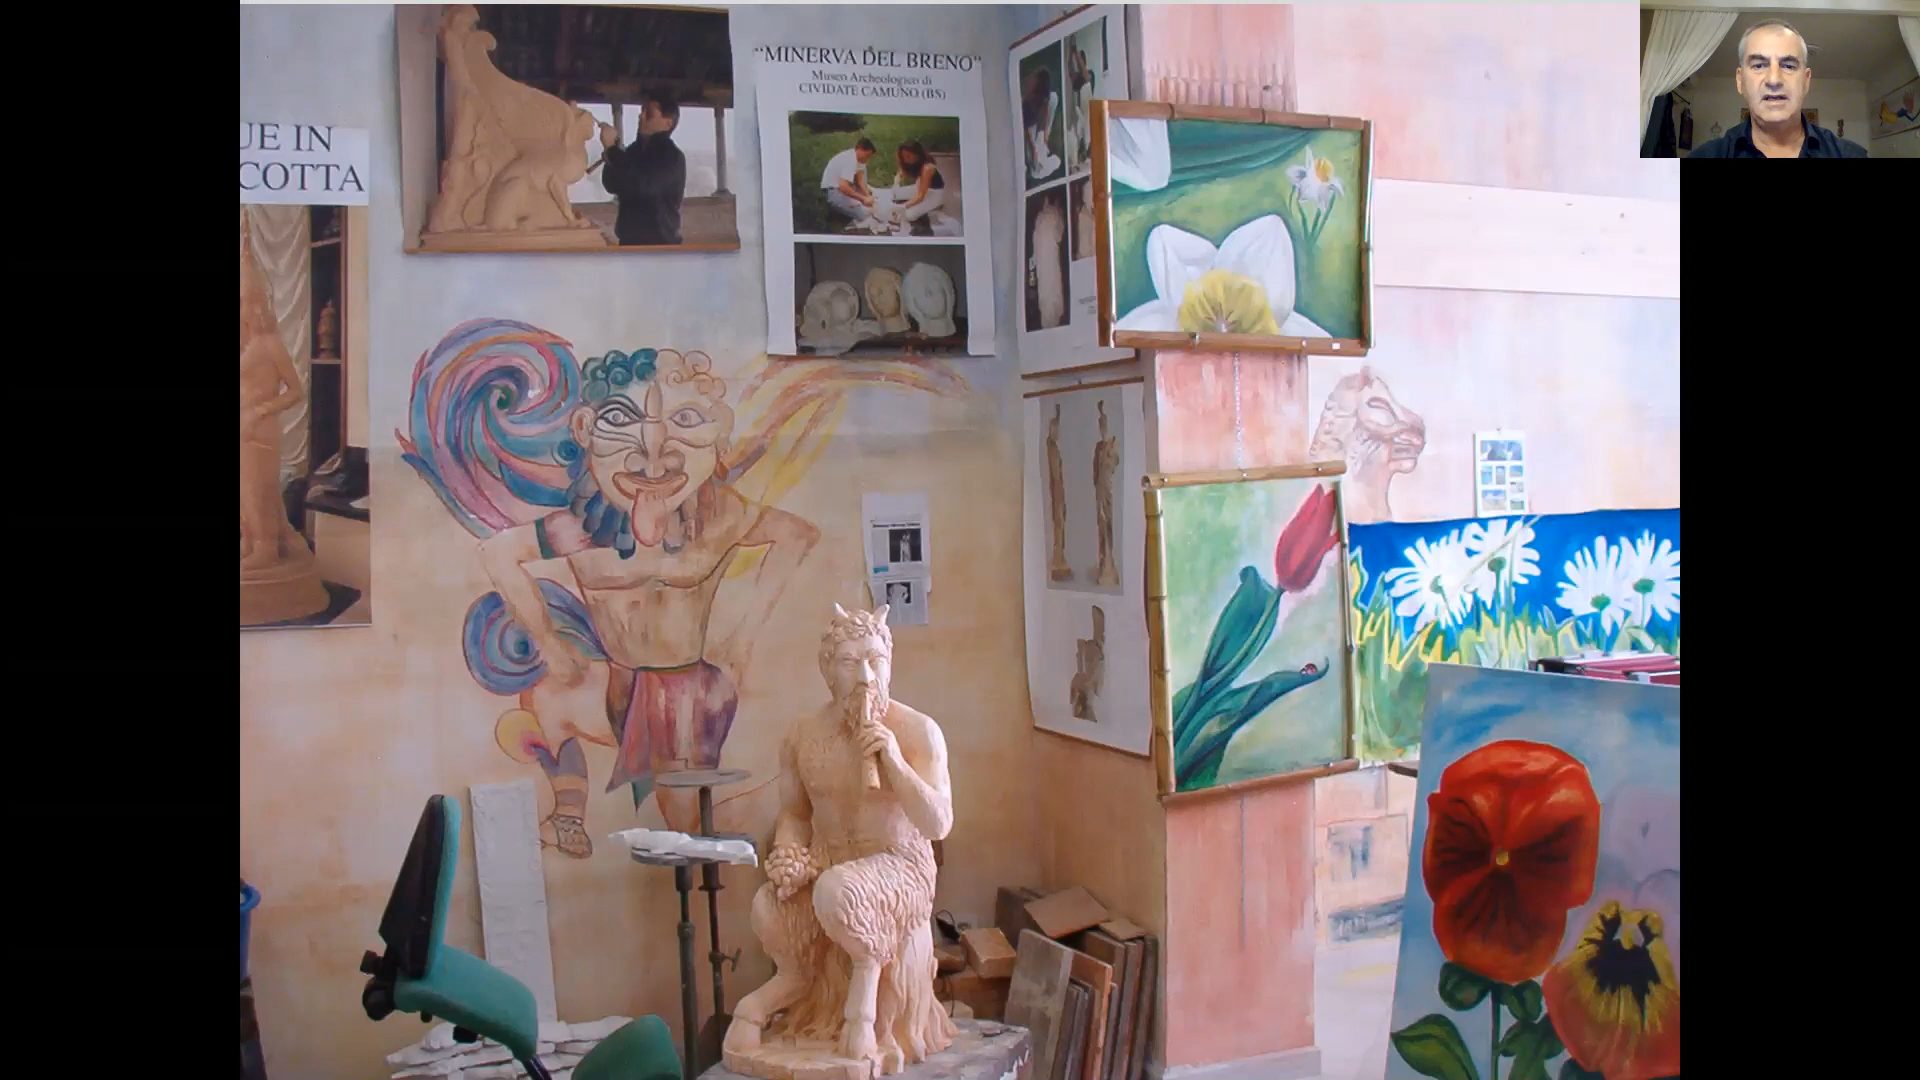 UE IN
COTTA
"MINERVA DEL BRENO"
Museo Archeologico di
CIVIDATE CAMUNO (BS)